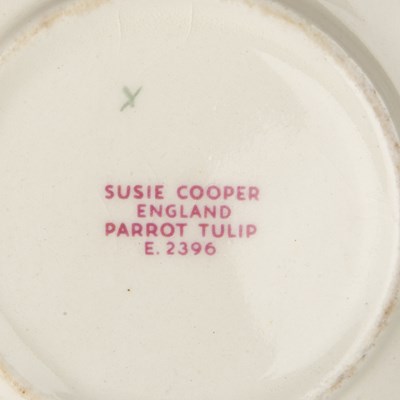 X
SUSIE COOPER
ENGLAND
PARROT TULIP
E. 2396